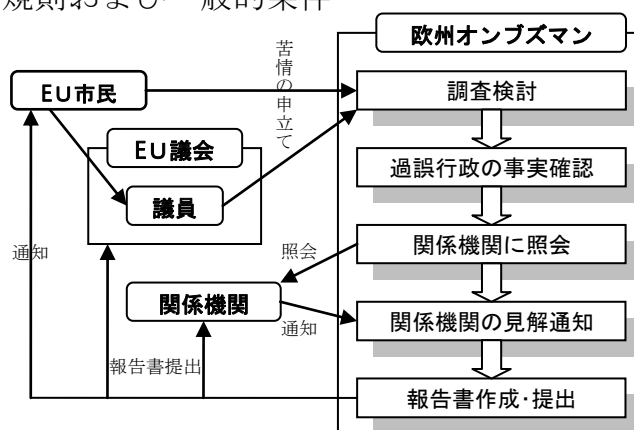 規則および一般的条件
欧州オンブズマン
EU市民
苦情の申立て
調査検討
EU議会
過誤行政の事実確認
議員
通知
照会
関係機関に照会
関係機関
通知
関係機関の見解通知
報告書提出
報告書作成・提出